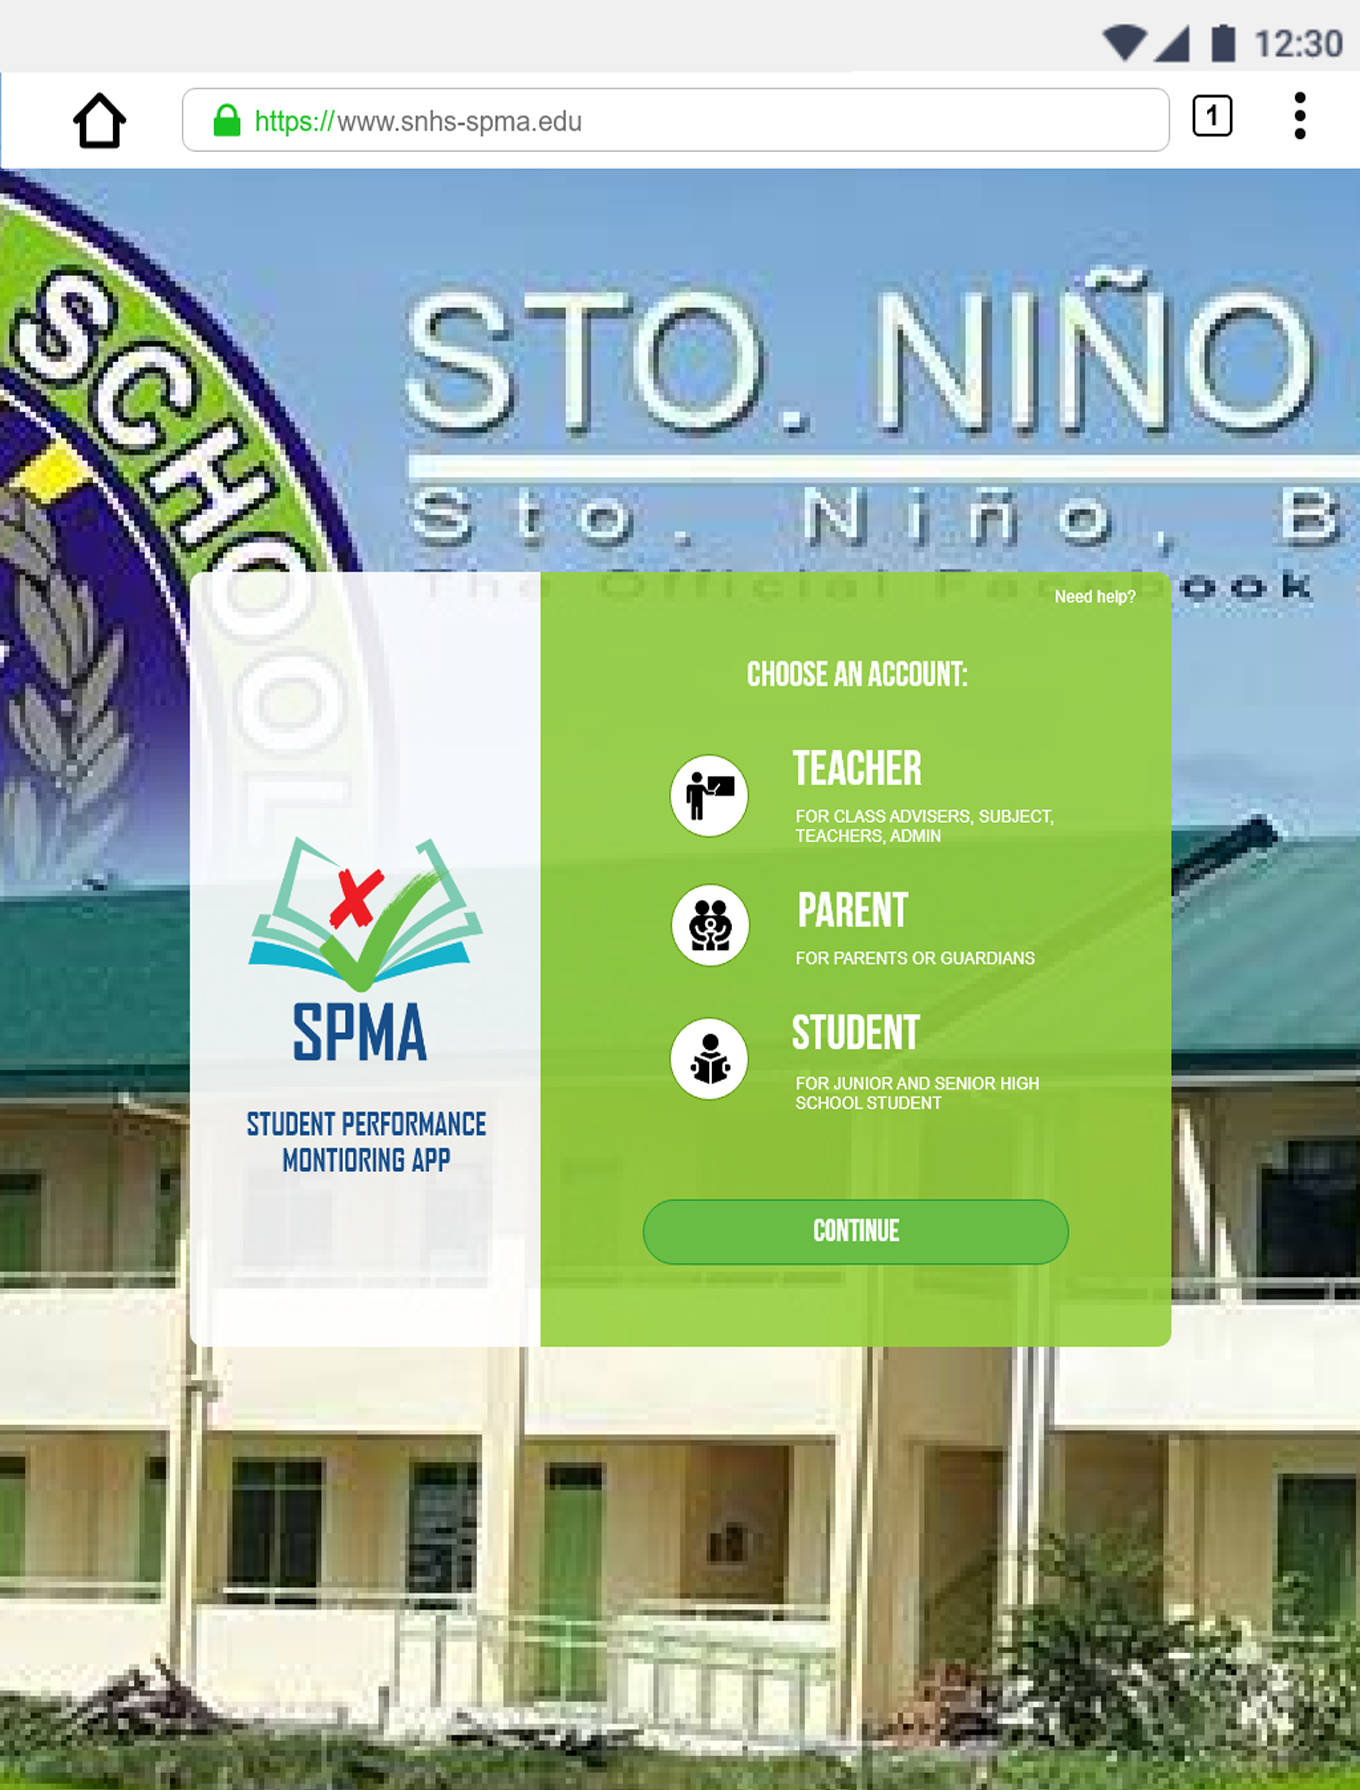 12:30
https://www.snhs-spma.edu
1
SCHOOL
STO. NIÑO
Sto. Niño, B
The Official Facebook
Need help?
CHOOSE AN ACCOUNT:
TEACHER
FOR CLASS ADVISERS, SUBJECT,
TEACHERS, ADMIN
PARENT
FOR PARENTS OR GUARDIANS
STUDENT
FOR JUNIOR AND SENIOR HIGH
SCHOOL STUDENT
CONTINUE
SPMA
STUDENT PERFORMANCE
MONTIORING APP